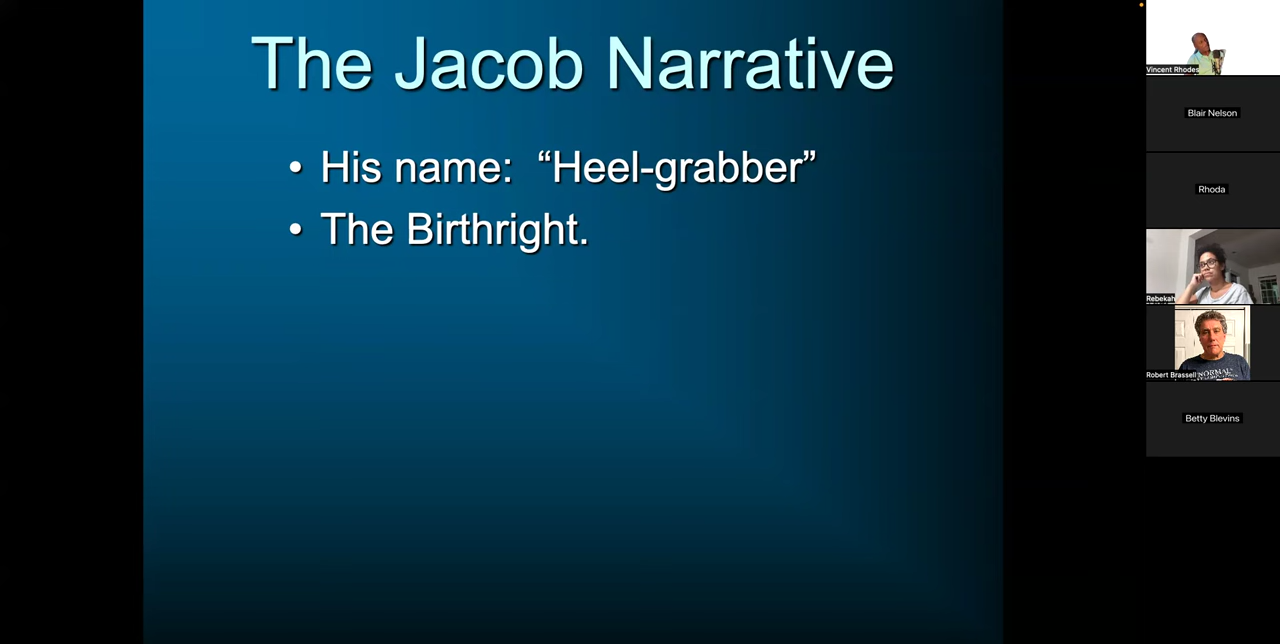 The Jacob Narrative
• His name: “Heel-grabber”
• The Birthright.
Vincent Rhodes
Blair Nelson
Rhoda
Rebekah
Robert Brassell
NORMAL
Betty Blevins